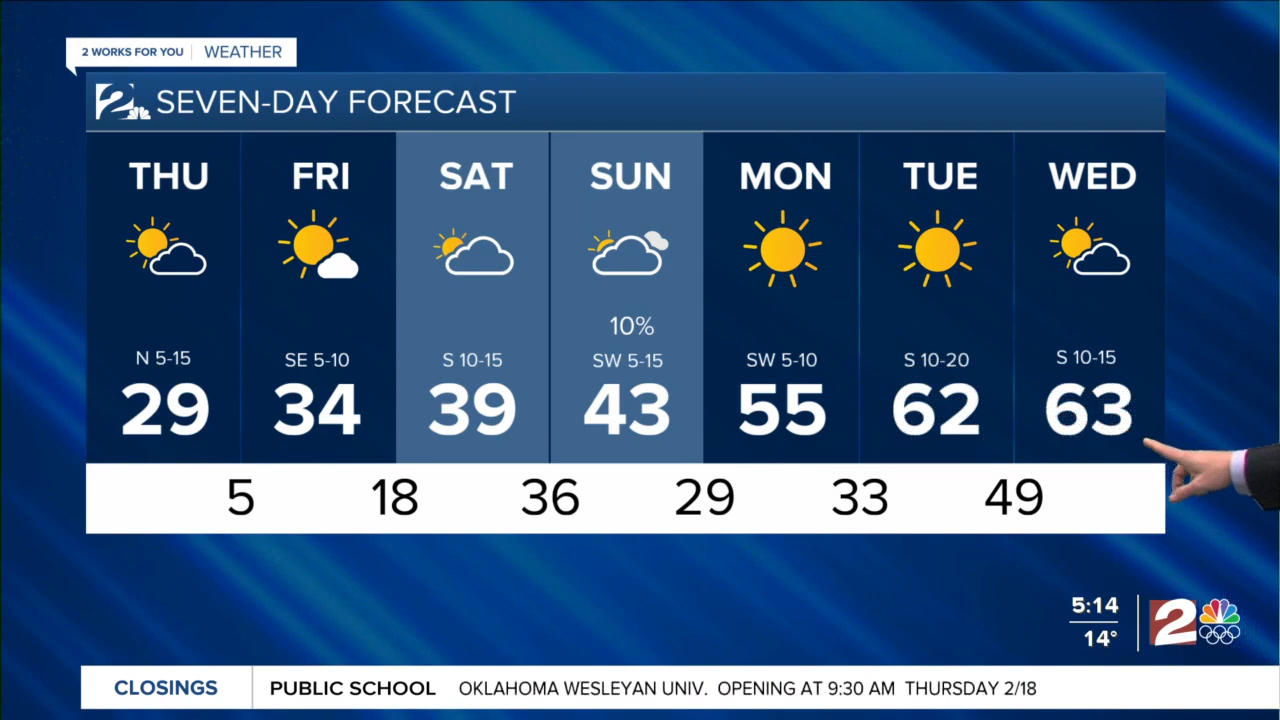 2 WORKS FOR YOU WEATHER
2 SEVEN-DAY FORECAST
THU FRI SAT SUN MON TUE WED
10%
N 5-15 SE 5-10 S 10-15 SW 5-15 SW 5-10 S 10-20 S 10-15
29 34 39 43 55 62 63
5 18 36 29 33 49
5:14
14°
2
CLOSINGS PUBLIC SCHOOL OKLAHOMA WESLEYAN UNIV. OPENING AT 9:30 AM THURSDAY 2/18